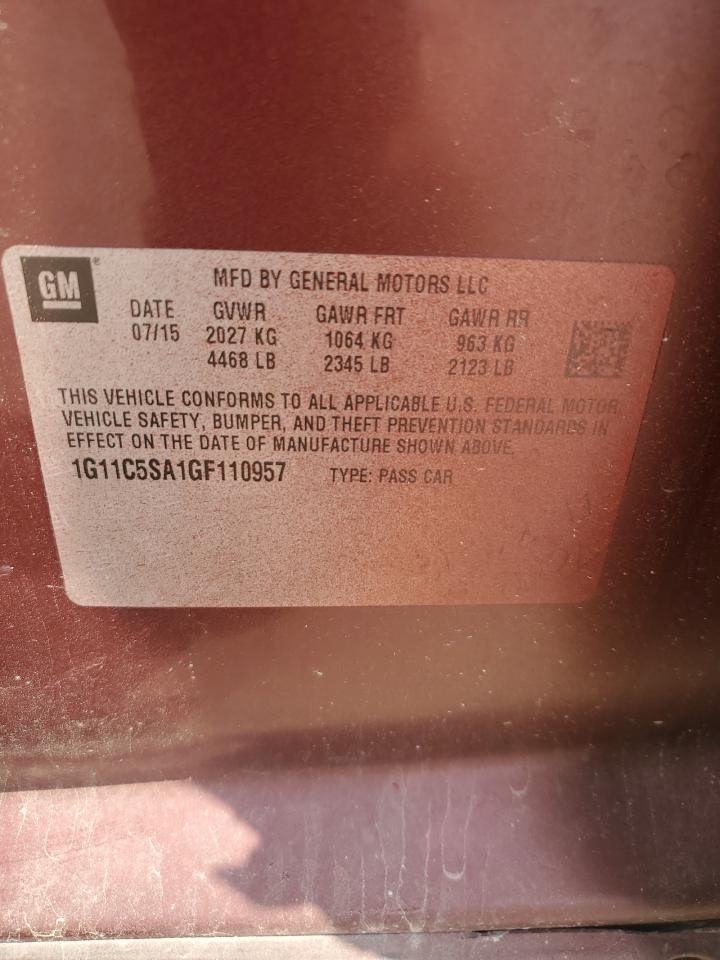 GM®
MFD BY GENERAL MOTORS LLC
DATE GVWR GAWR FRT GAWR RR
07/15 2027 KG 1064 KG 963 KG
4468 LB 2345 LB 2123 LB
THIS VEHICLE CONFORMS TO ALL APPLICABLE U.S. FEDERAL MOTOR
VEHICLE SAFETY, BUMPER, AND THEFT PREVENTION STANDARDS IN
EFFECT ON THE DATE OF MANUFACTURE SHOWN ABOVE.
1G11C5SA1GF110957 TYPE: PASS CAR